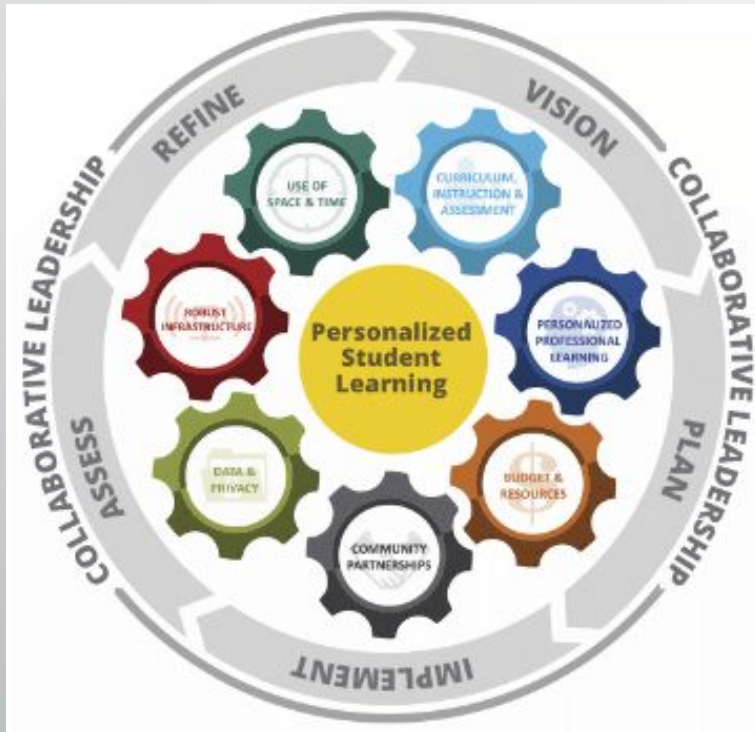 COLLABORATIVE LEADERSHIP
COLLABORATIVE LEADERSHIP
VISION
PLAN
IMPLEMENT
ASSESS
REFINE
CURRICULUM,
INSTRUCTION &
ASSESSMENT
PERSONALIZED
PROFESSIONAL
LEARNING
BUDGET &
RESOURCES
COMMUNITY
PARTNERSHIPS
DATA &
PRIVACY
ROBUST
INFRASTRUCTURE
USE OF
SPACE & TIME
Personalized
Student
Learning